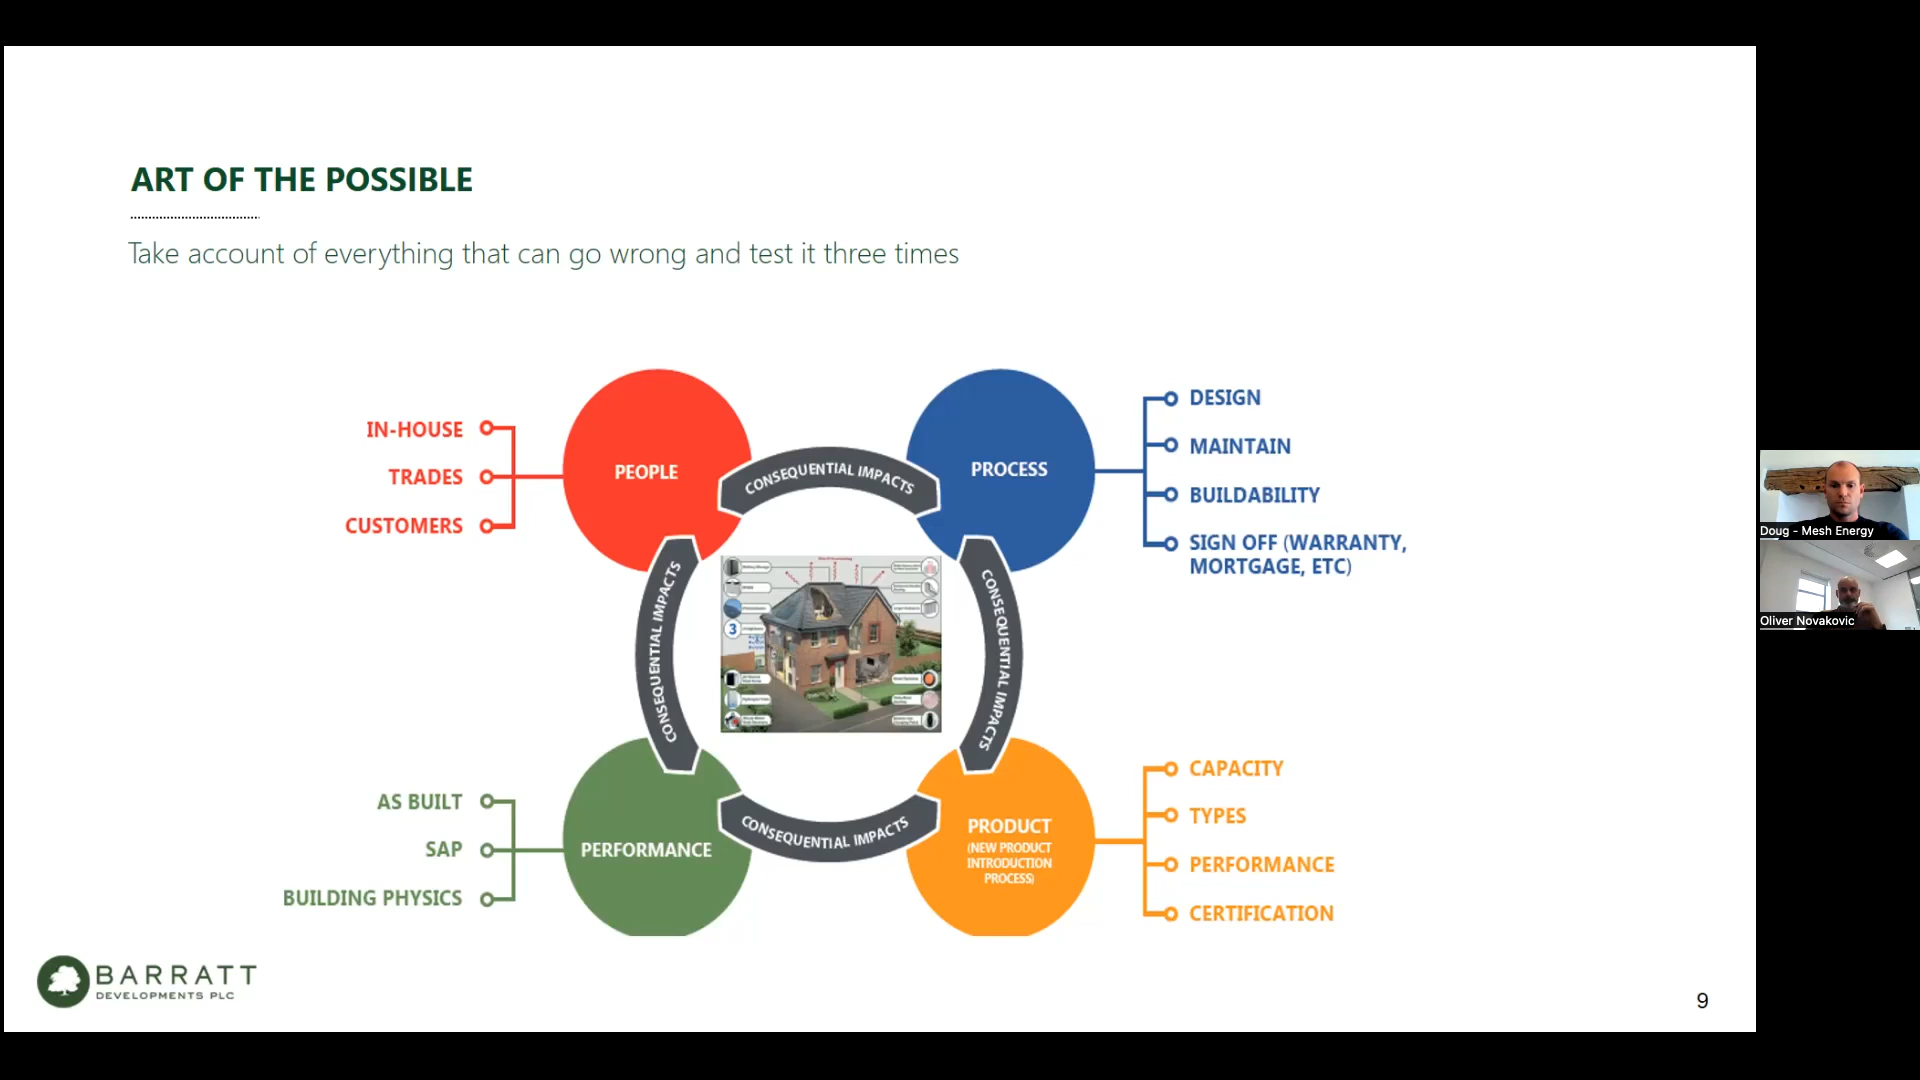 ART OF THE POSSIBLE
Take account of everything that can go wrong and test it three times
IN-HOUSE
TRADES
CUSTOMERS
PEOPLE
CONSEQUENTIAL IMPACTS
PROCESS
DESIGN
MAINTAIN
BUILDABILITY
SIGN OFF (WARRANTY,
MORTGAGE, ETC)
CONSEQUENTIAL IMPACTS
3
CONSEQUENTIAL IMPACTS
AS BUILT
SAP
BUILDING PHYSICS
PERFORMANCE
CONSEQUENTIAL IMPACTS
PRODUCT
(NEW PRODUCT
INTRODUCTION
PROCESS)
CAPACITY
TYPES
PERFORMANCE
CERTIFICATION
BARRATT
DEVELOPMENTS PLC
9
Doug - Mesh Energy
Oliver Novakovic